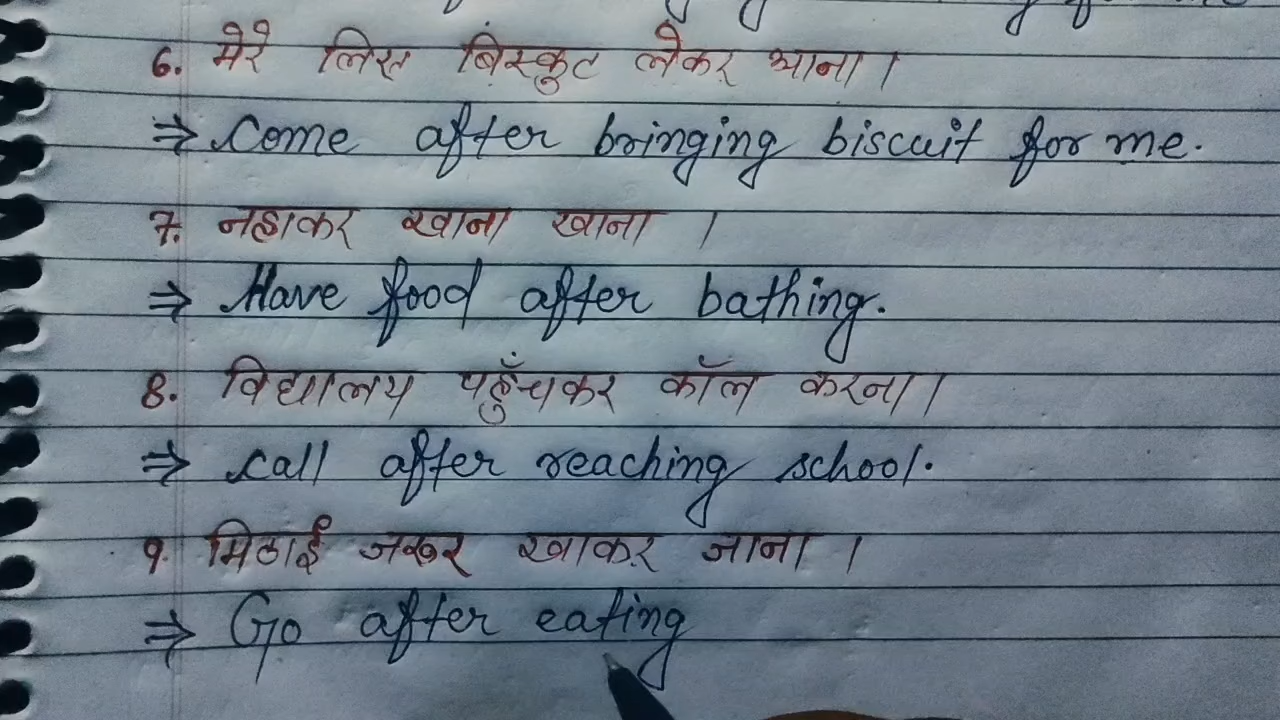 6. मेरे लिए बिस्कुट लेकर आना ।
⇒ Come after bringing biscuit for me.
7. नहाकर खाना खाना ।
⇒ Have food after bathing.
8. विद्यालय पहुँचकर कॉल करना ।
⇒ Call after reaching school.
9. मिठाई जरूर खाकर जाना ।
⇒ Go after eating